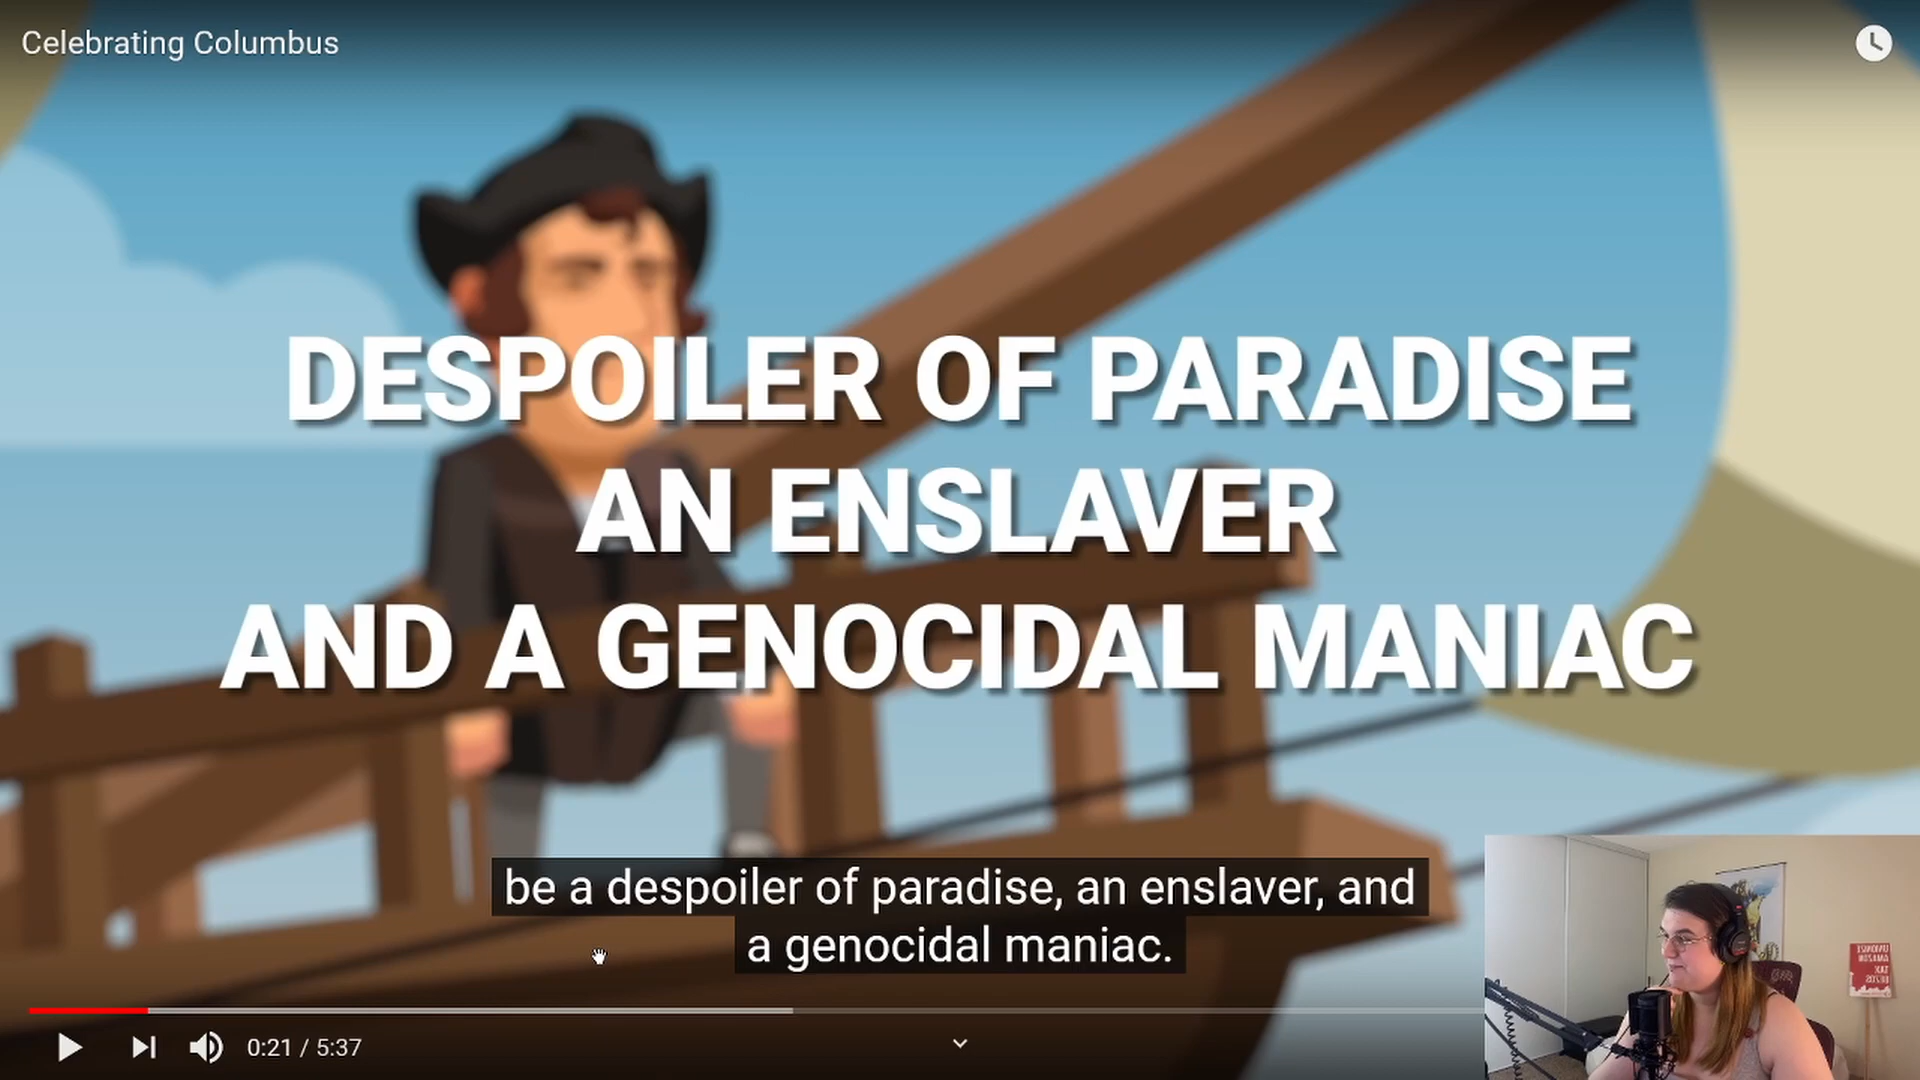 Celebrating Columbus
DESPOILER OF PARADISE
AN ENSLAVER
AND A GENOCIDAL MANIAC
be a despoiler of paradise, an enslaver, and
a genocidal maniac.
0:21 / 5:37